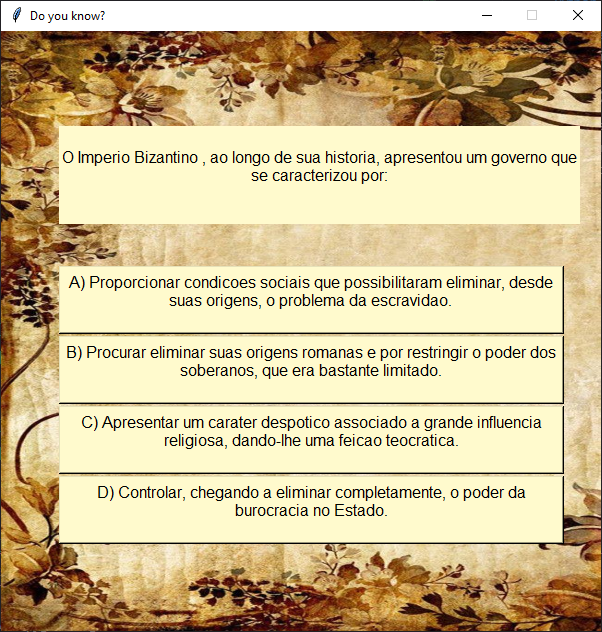 Do you know?
O Imperio Bizantino , ao longo de sua historia, apresentou um governo que
se caracterizou por:
A) Proporcionar condicoes sociais que possibilitaram eliminar, desde
suas origens, o problema da escravidao.
B) Procurar eliminar suas origens romanas e por restringir o poder dos
soberanos, que era bastante limitado.
C) Apresentar um carater despotico associado a grande influencia
religiosa, dando-lhe uma feicao teocratica.
D) Controlar, chegando a eliminar completamente, o poder da
burocracia no Estado.